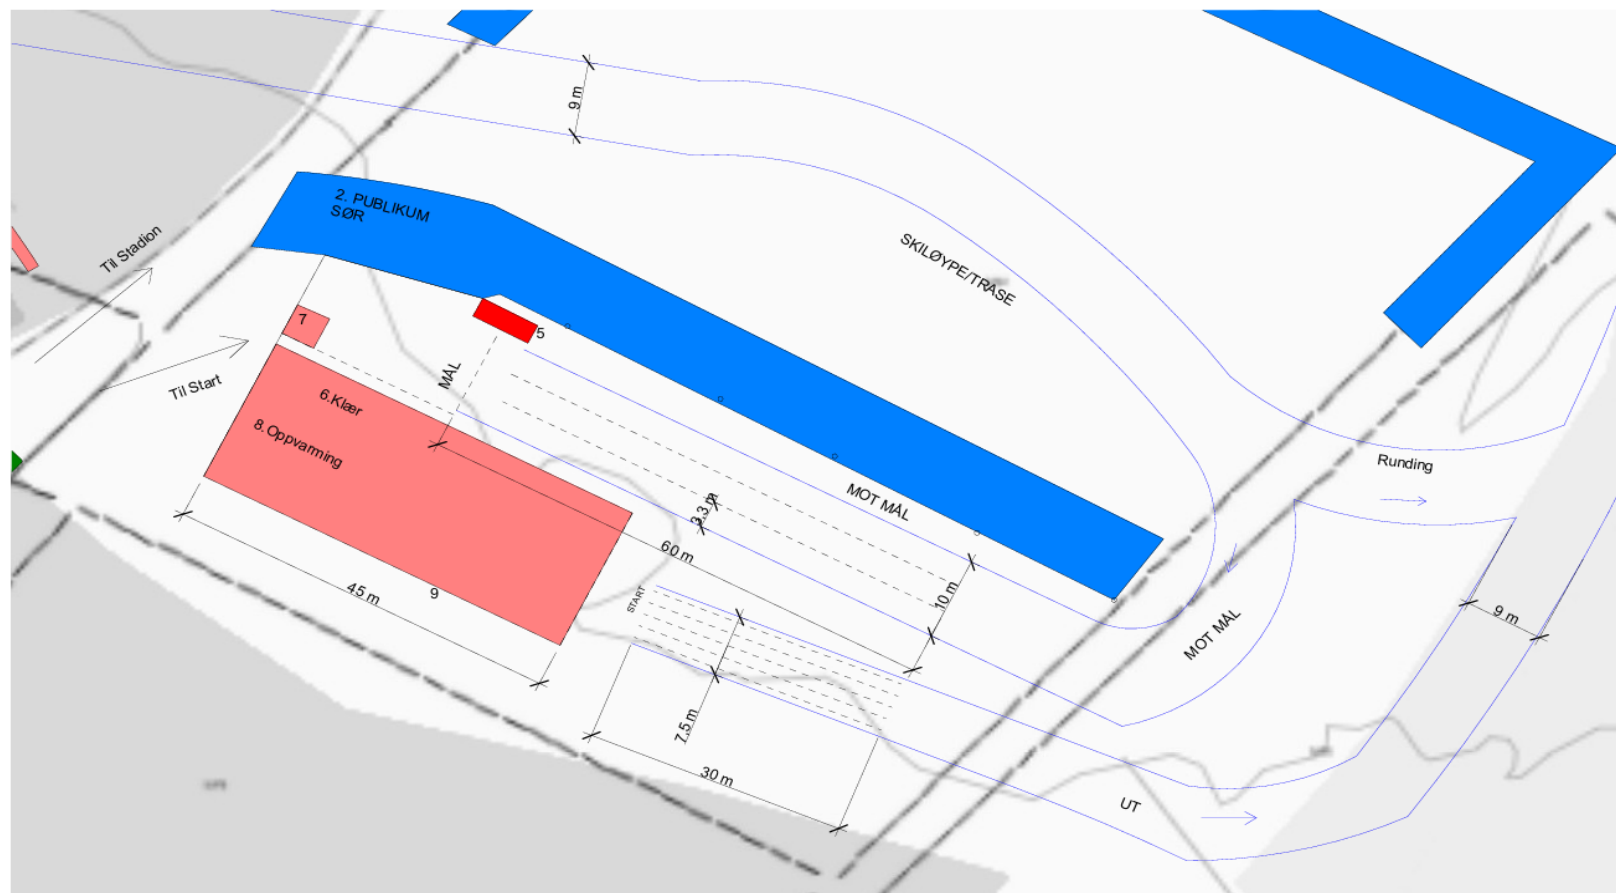 9 m
2. PUBLIKUM
SØR
Til Stadion
SKILØYPE/TRASE
7
5
MÅL
Til Start
6.Klær
8.Oppvarming
Runding
MOT MÅL
3,3 m
60 m
45 m
9
START
10 m
9 m
MOT MÅL
7,5 m
30 m
UT